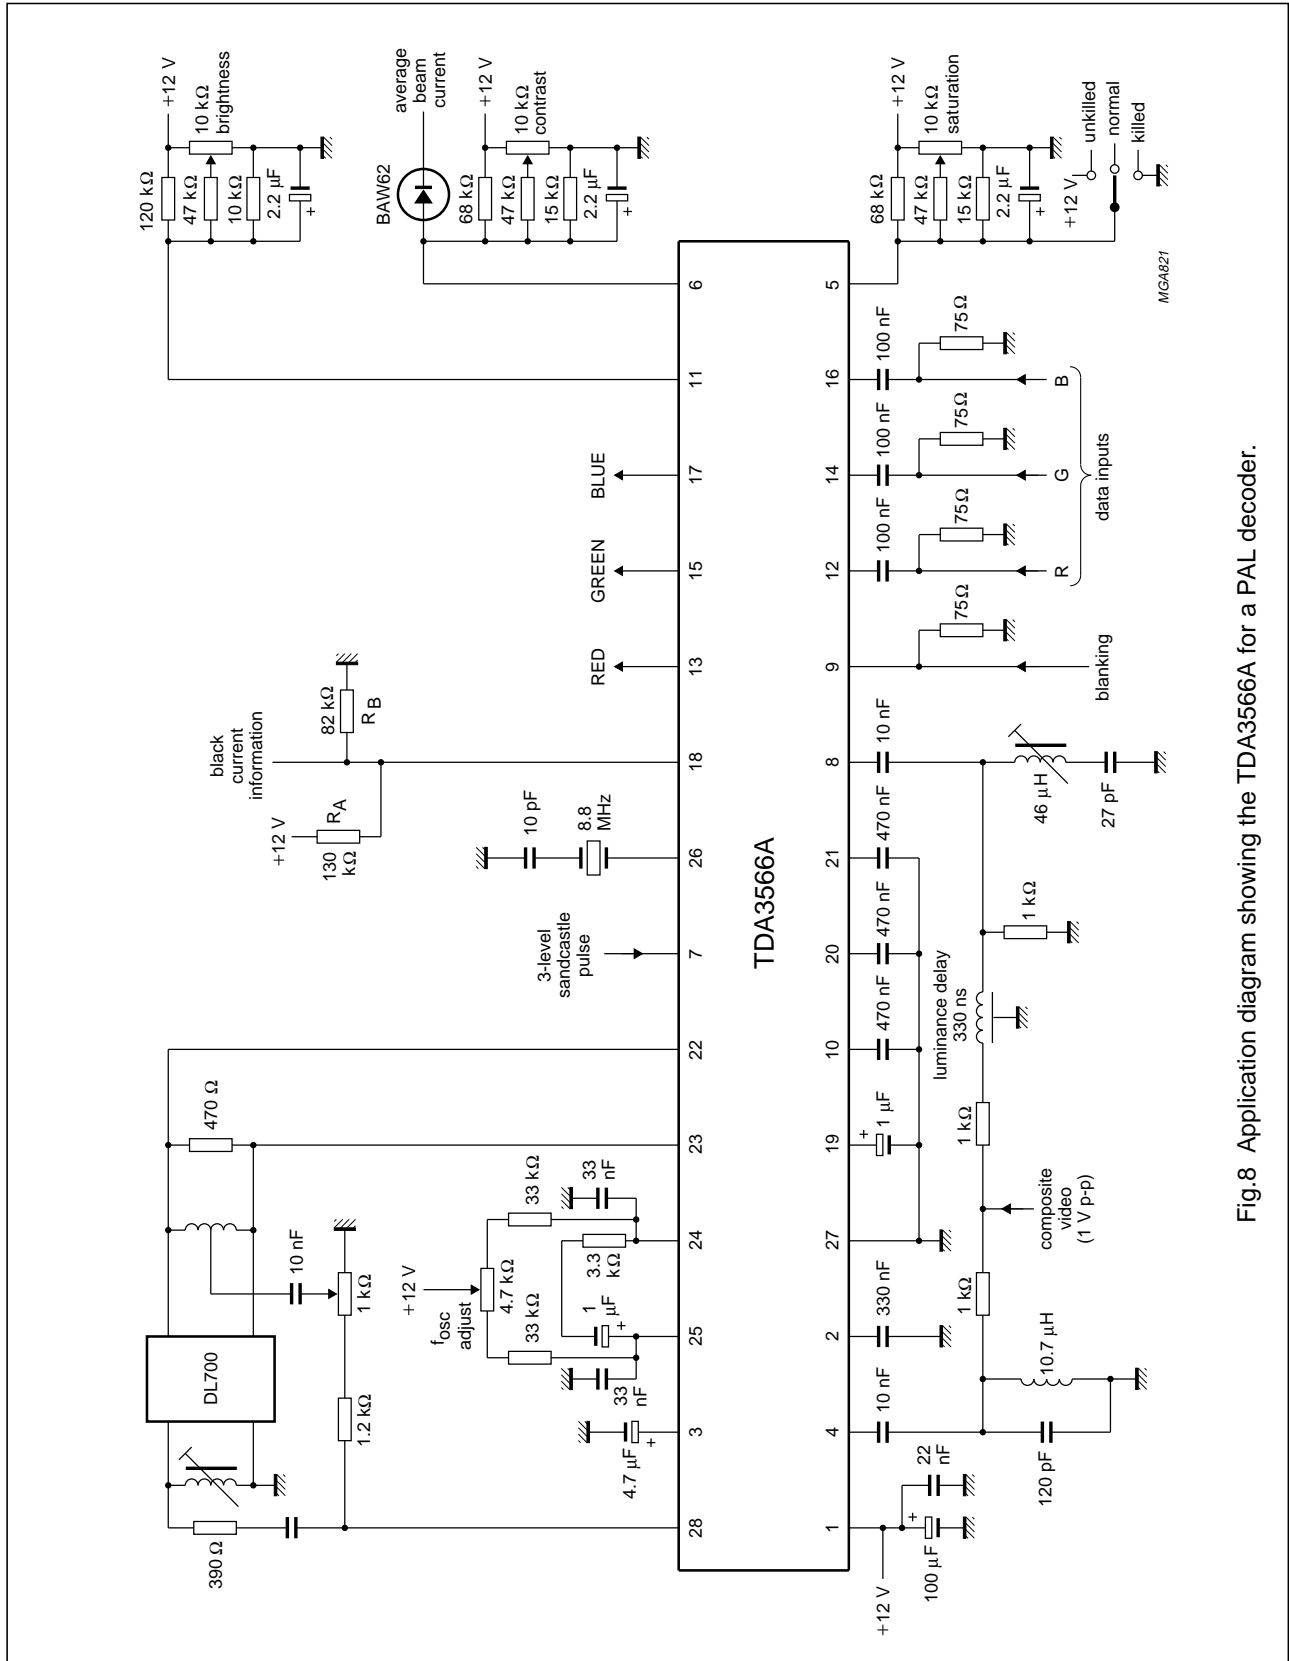 +12 V
10 kΩ
brightness
120 kΩ
47 kΩ
10 kΩ
2.2 µF
+
average
beam
current
BAW62
+12 V
10 kΩ
contrast
68 kΩ
47 kΩ
15 kΩ
2.2 µF
+
+12 V
10 kΩ
saturation
68 kΩ
47 kΩ
15 kΩ
2.2 µF
+
+12 V
unkilled
normal
killed
MGA821
6
5
11
16
100 nF
75 Ω
B
BLUE
17
14
100 nF
75 Ω
G
data inputs
GREEN
15
12
100 nF
75 Ω
R
RED
13
9
75 Ω
blanking
black
current
information
82 kΩ
R B
+12 V
RA
130
kΩ
18
8
10 nF
46 µH
27 pF
10 pF
8.8
MHz
26
TDA3566A
21
470 nF
1 kΩ
3-level
sandcastle
pulse
7
20
470 nF
luminance delay
330 ns
22
10
470 nF
470 Ω
23
19
+
1 µF
1 kΩ
10 nF
1 kΩ
DL700
1.2 kΩ
390 Ω
+12 V
fosc
adjust
4.7 kΩ
33 kΩ
33 kΩ
33
nF
3.3
kΩ
1
µF
+
33
nF
4.7 µF
+
24
25
3
28
27
composite
video
(1 V p-p)
1 kΩ
2
330 nF
10.7 µH
4
10 nF
120 pF
1
22
nF
+
100 µF
+12 V
Fig.8 Application diagram showing the TDA3566A for a PAL decoder.